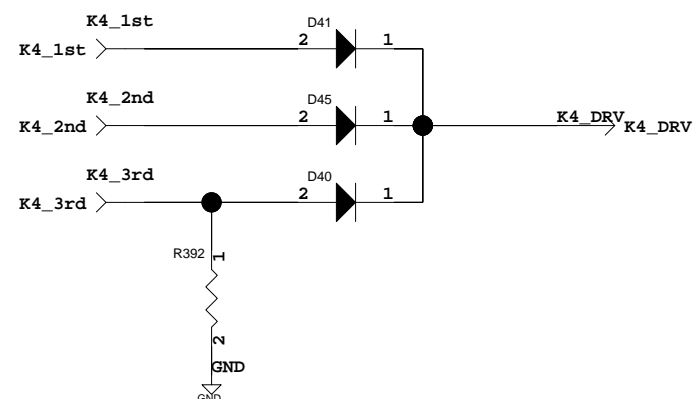 K4_1st
D41
K4_1st
2
1
K4_2nd
D45
K4_2nd
2
1
K4_DRV
K4_DRV
K4_3rd
D40
K4_3rd
2
1
R392
1
2
GND
GND